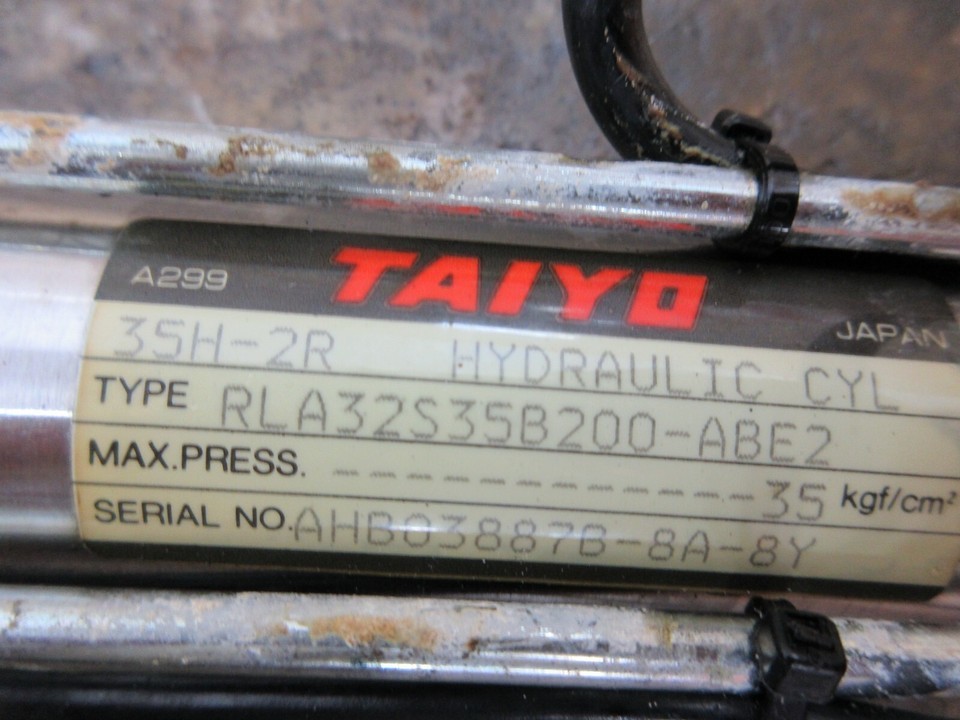 A299 TAIYO JAPAN
35H-2R HYDRAULIC CYL
TYPE RLA32S35B200-ABE2
MAX.PRESS. 35 kgf/cm²
SERIAL NO. AHB03887B-8A-8Y